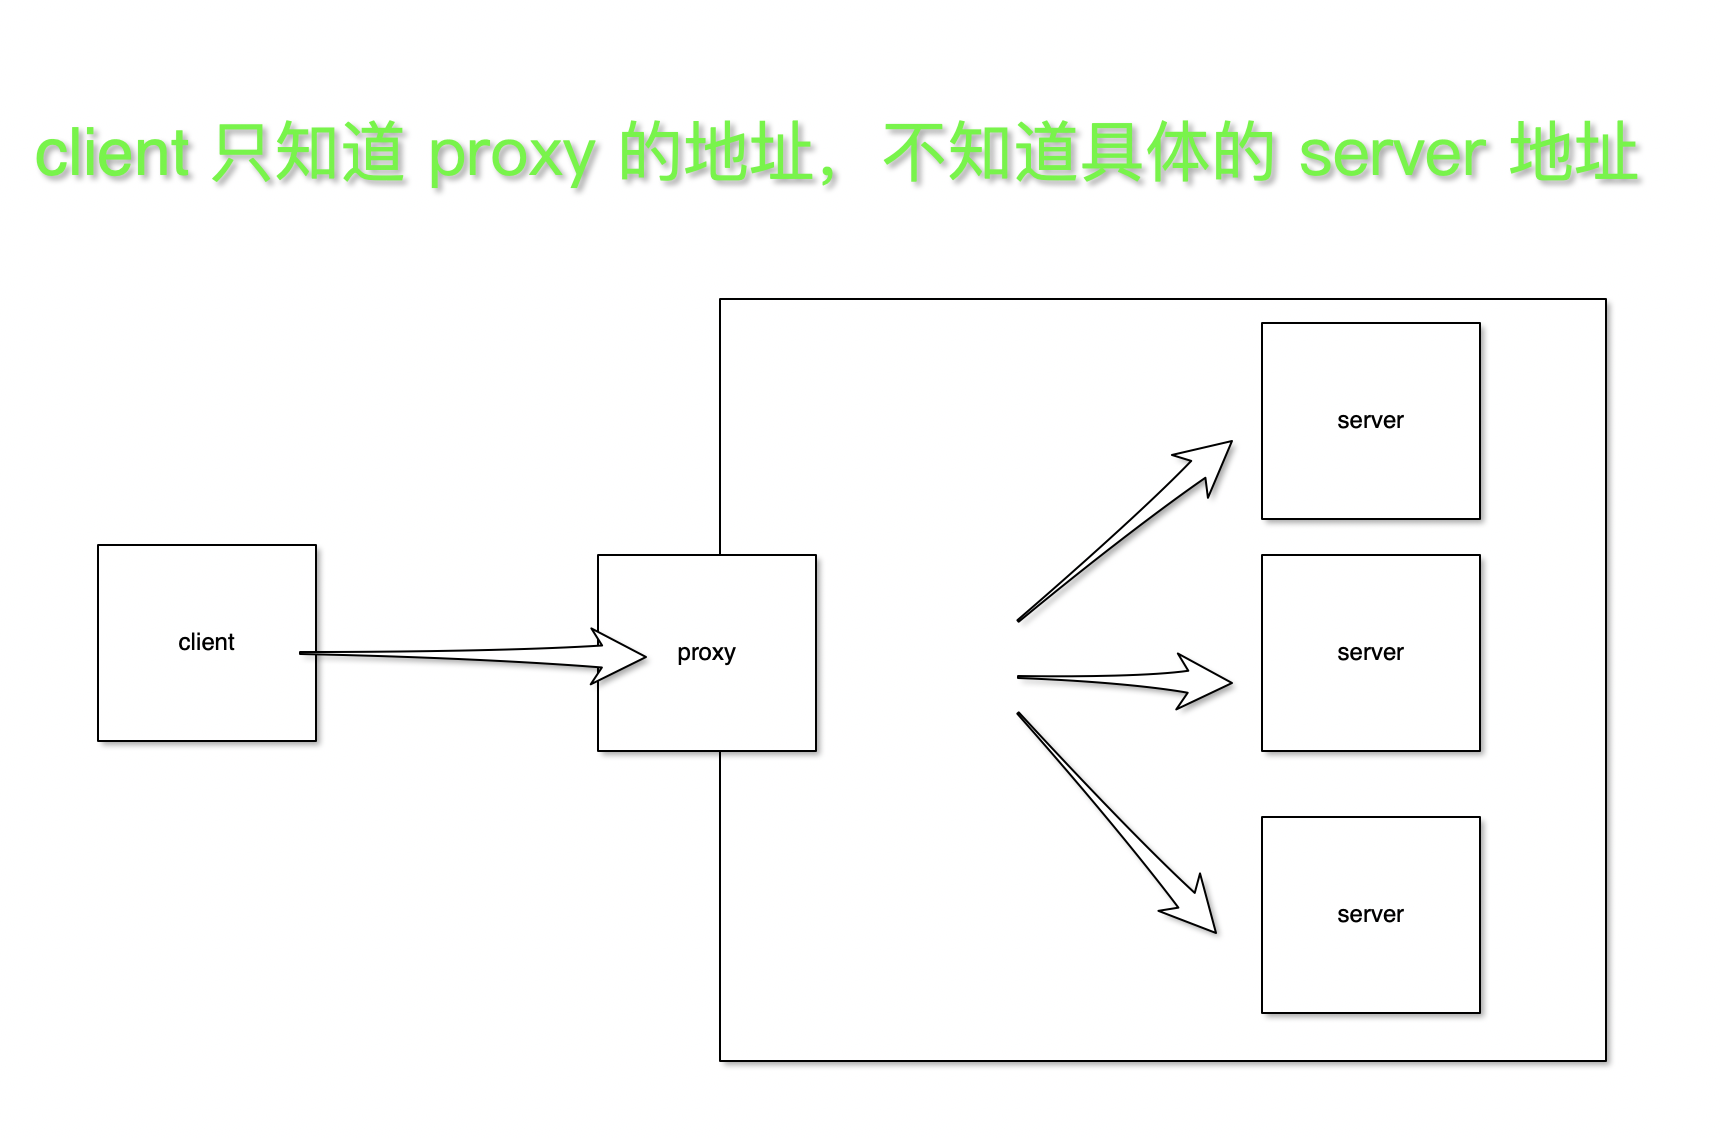 client 只知道 proxy 的地址，不知道具体的 server 地址
server
client
proxy
server
server